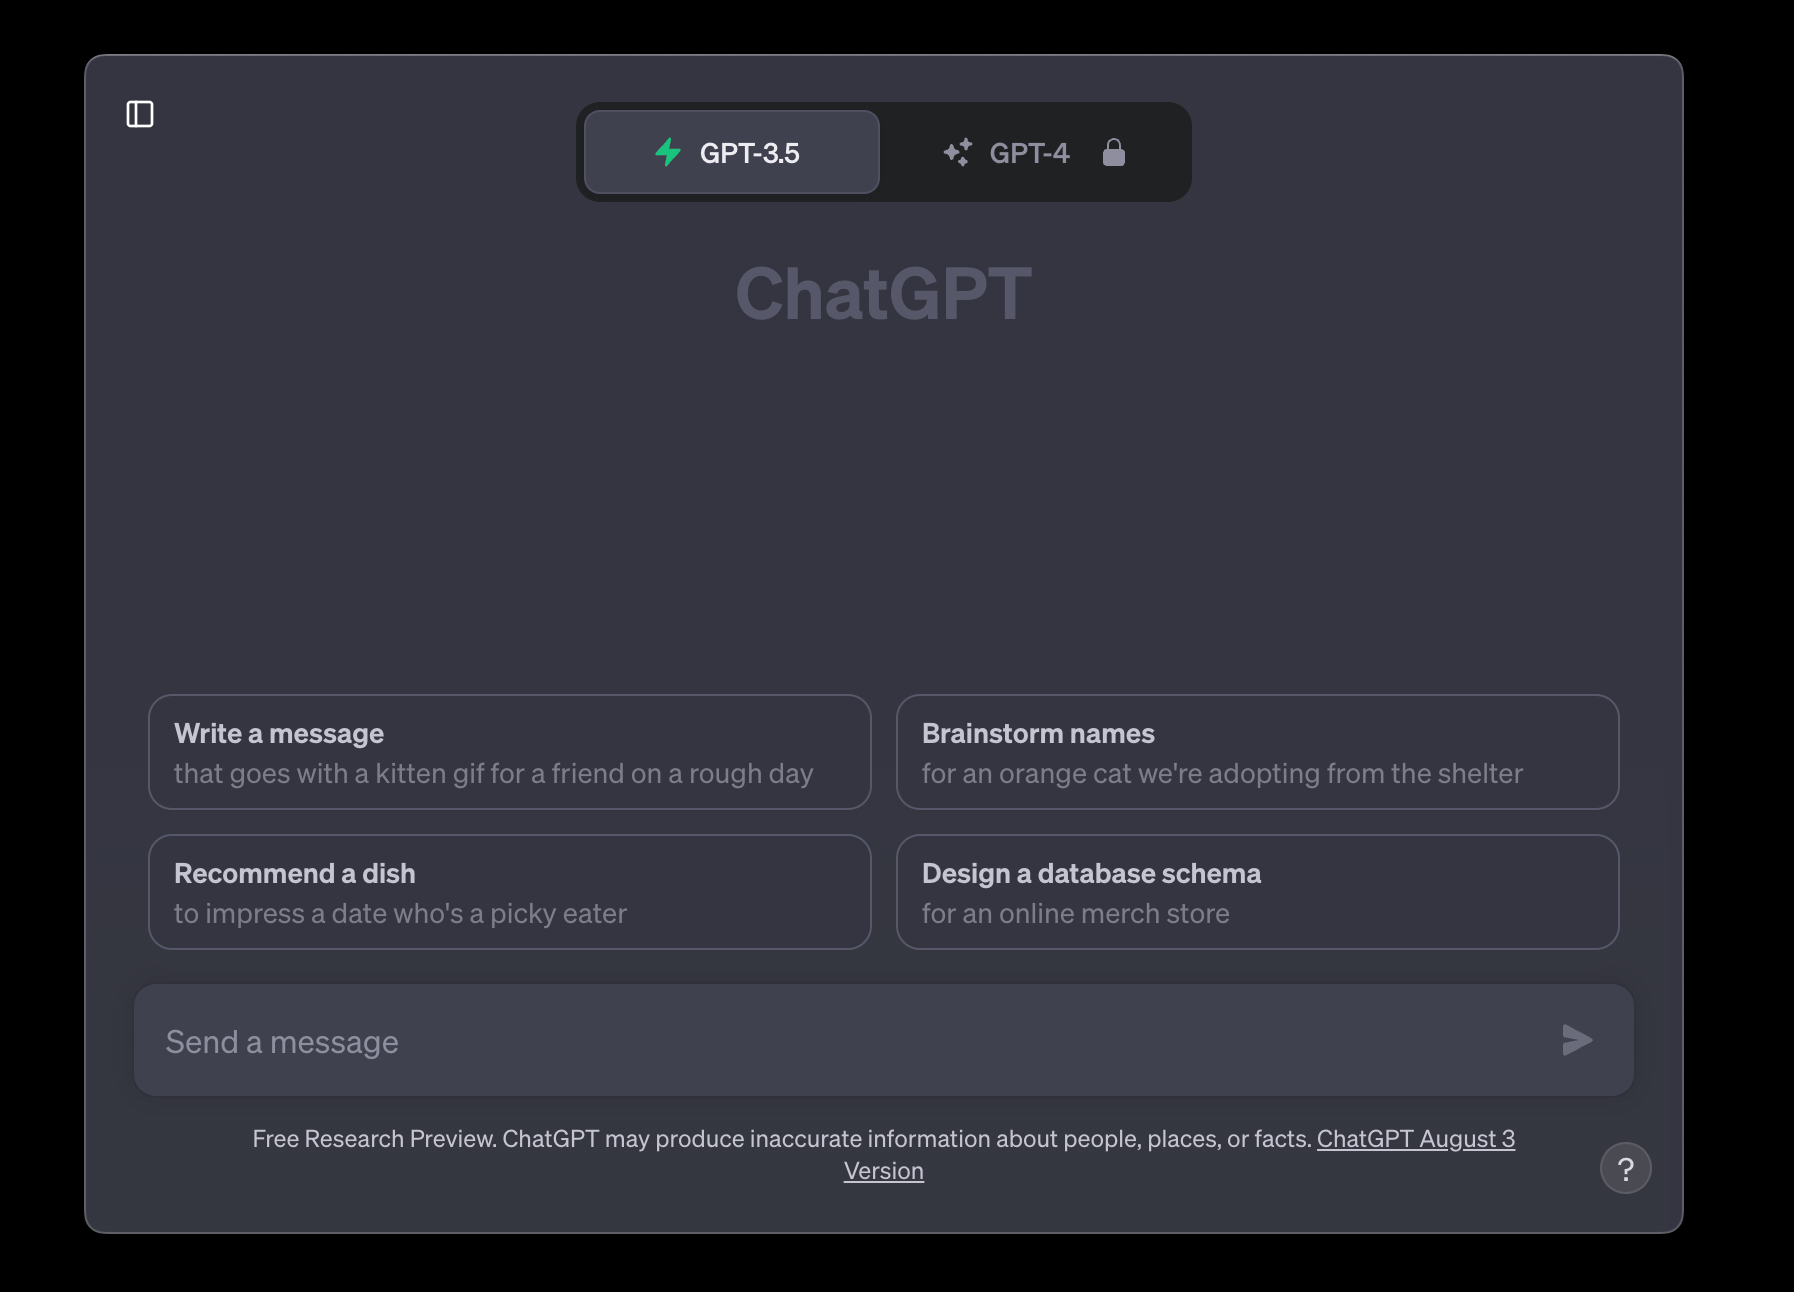 GPT-3.5
GPT-4
ChatGPT
Write a message
that goes with a kitten gif for a friend on a rough day
Brainstorm names
for an orange cat we're adopting from the shelter
Recommend a dish
to impress a date who's a picky eater
Design a database schema
for an online merch store
Send a message
Free Research Preview. ChatGPT may produce inaccurate information about people, places, or facts. ChatGPT August 3
Version
?